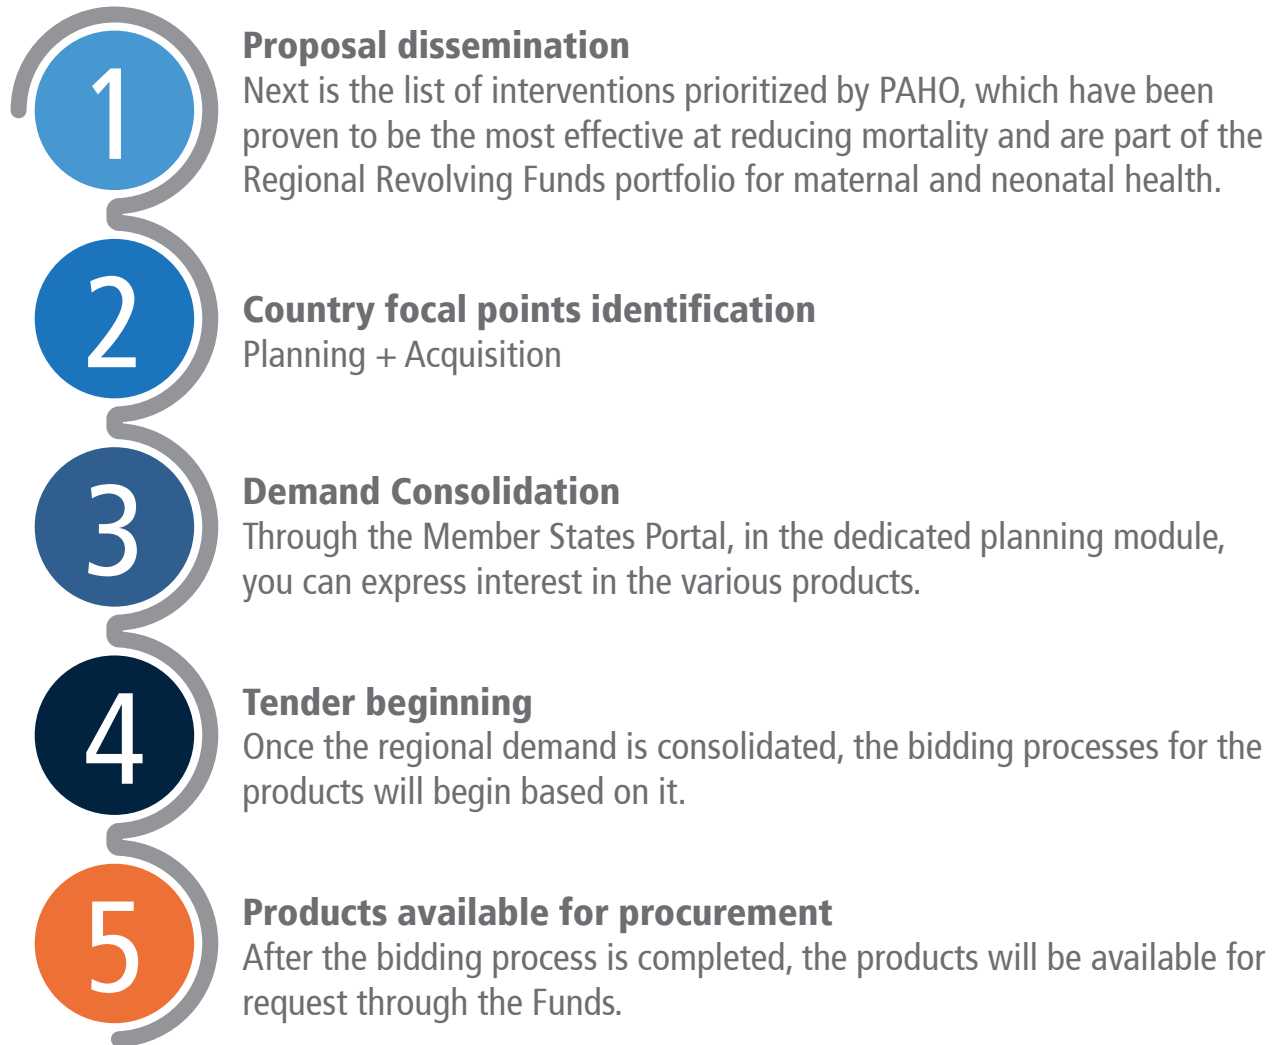 1
Proposal dissemination
Next is the list of interventions prioritized by PAHO, which have been
proven to be the most effective at reducing mortality and are part of the
Regional Revolving Funds portfolio for maternal and neonatal health.
2
Country focal points identification
Planning + Acquisition
3
Demand Consolidation
Through the Member States Portal, in the dedicated planning module,
you can express interest in the various products.
4
Tender beginning
Once the regional demand is consolidated, the bidding processes for the
products will begin based on it.
5
Products available for procurement
After the bidding process is completed, the products will be available for
request through the Funds.